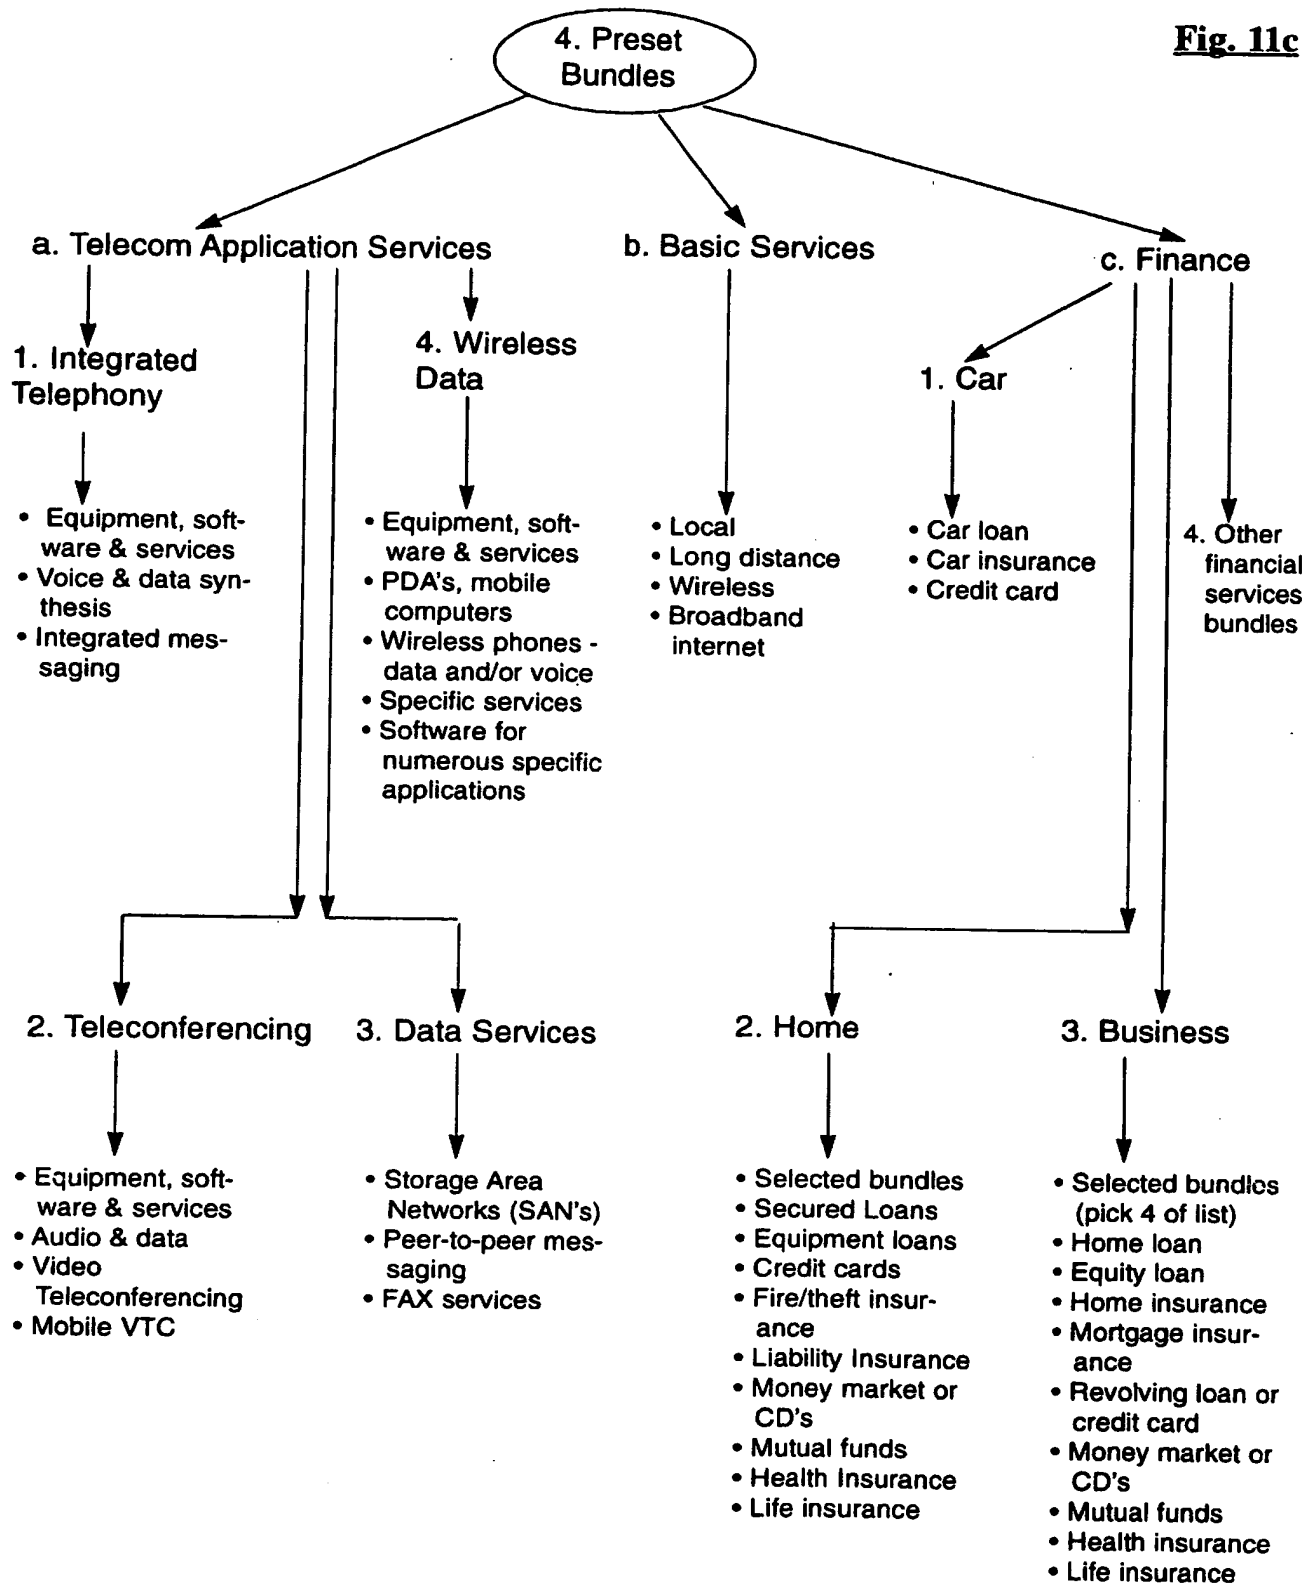 Fig. 11c
4. Preset
Bundles
a. Telecom Application Services
b. Basic Services
c. Finance
1. Integrated
Telephony
4. Wireless
Data
1. Car
• Equipment, soft-
ware & services
• Voice & data syn-
thesis
• Integrated mes-
saging
• Equipment, soft-
ware & services
• PDA's, mobile
computers
• Wireless phones -
data and/or voice
• Specific services
• Software for
numerous specific
applications
• Local
• Long distance
• Wireless
• Broadband
internet
• Car loan
• Car insurance
• Credit card
4. Other
financial
services
bundles
2. Teleconferencing
3. Data Services
2. Home
3. Business
• Equipment, soft-
ware & services
• Audio & data
• Video
Teleconferencing
• Mobile VTC
• Storage Area
Networks (SAN's)
• Peer-to-peer mes-
saging
• FAX services
• Selected bundles
• Secured Loans
• Equipment loans
• Credit cards
• Fire/theft insur-
ance
• Liability Insurance
• Money market or
CD's
• Mutual funds
• Health Insurance
• Life insurance
• Selected bundles
(pick 4 of list)
• Home loan
• Equity loan
• Home insurance
• Mortgage insur-
ance
• Revolving loan or
credit card
• Money market or
CD's
• Mutual funds
• Health insurance
• Life insurance